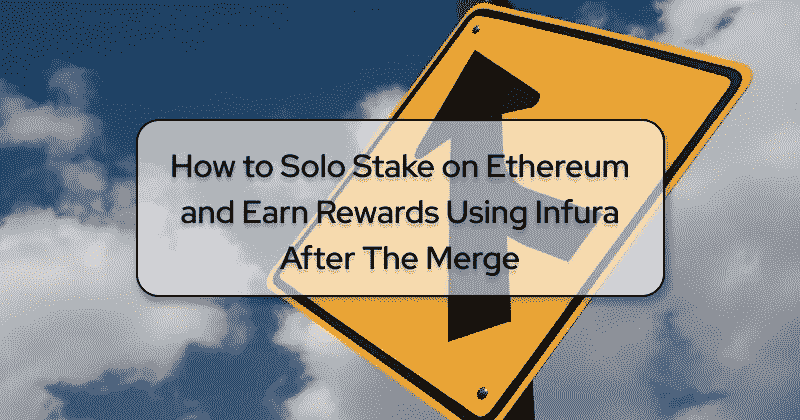 How to Solo Stake on Ethereum
and Earn Rewards Using Infura
After The Merge